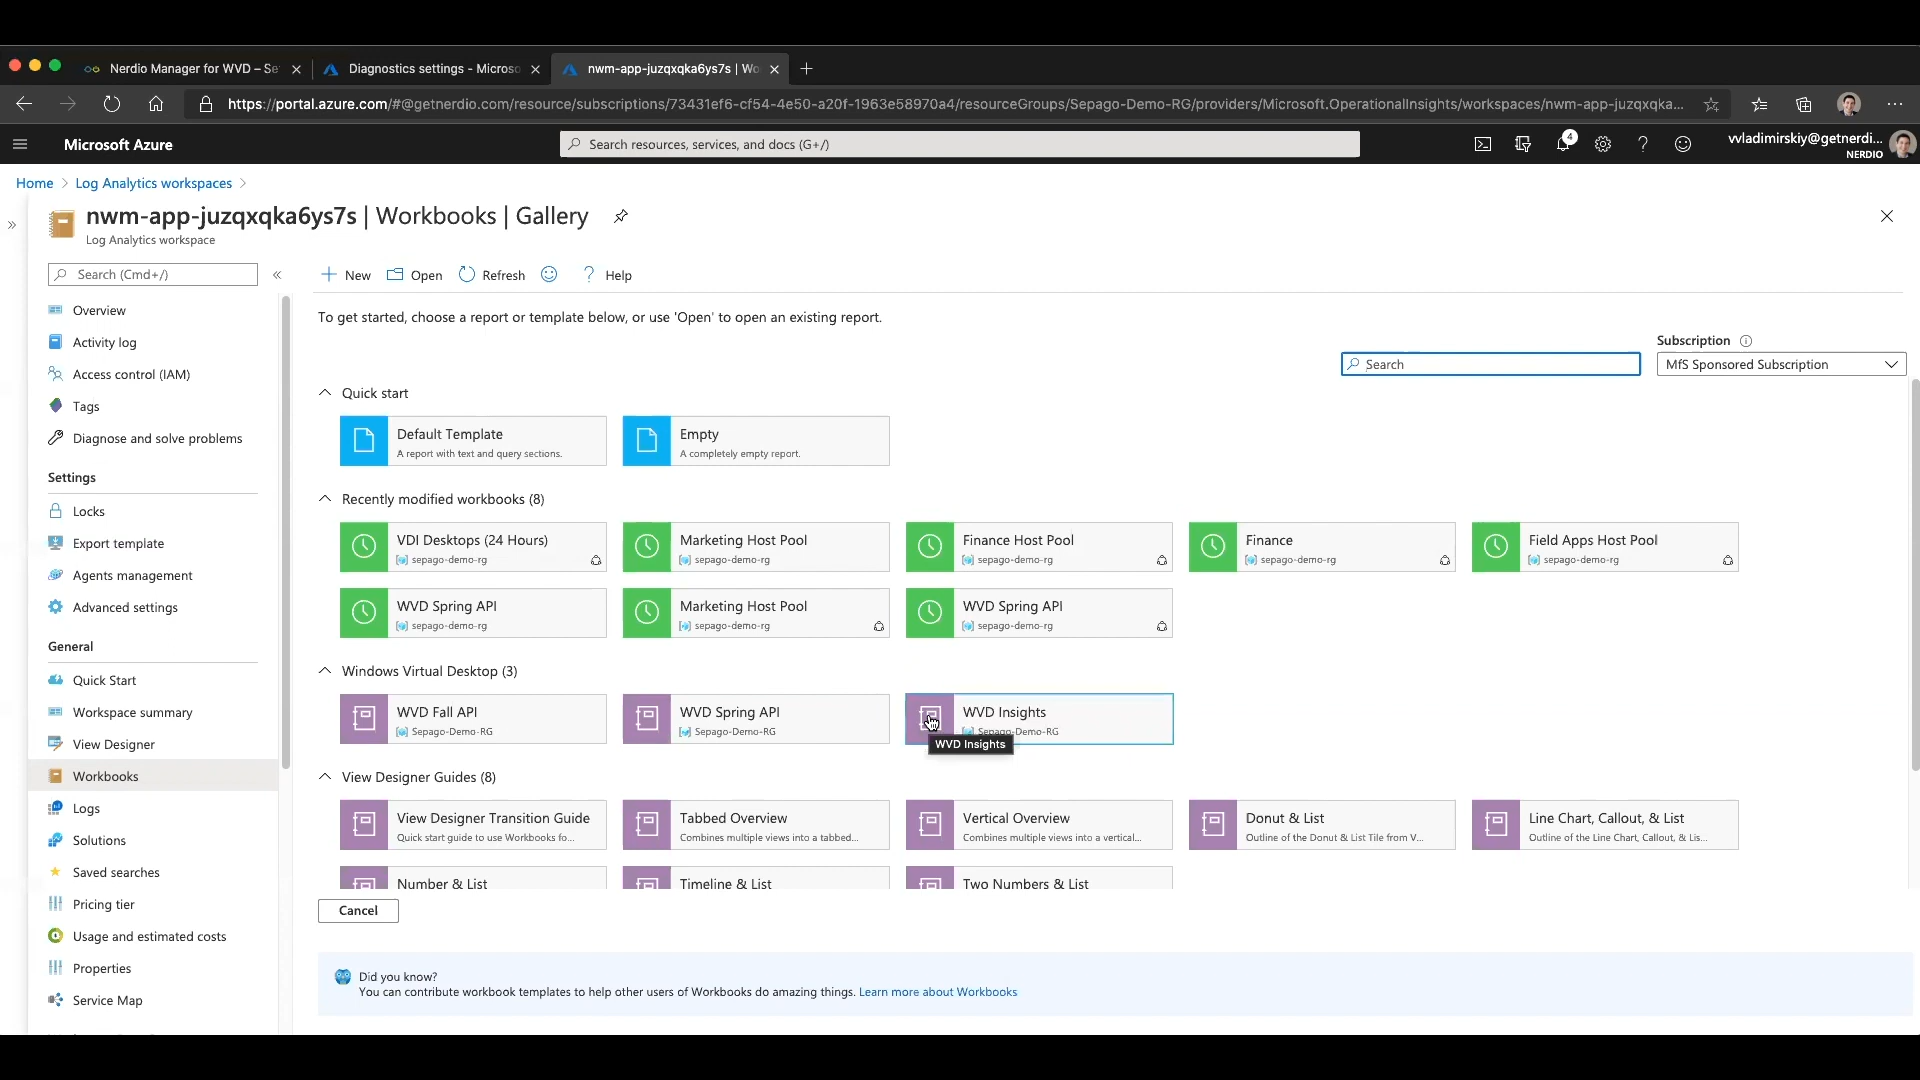 Nerdio Manager for WVD – Se
Diagnostics settings - Microso
nwm-app-juzqxqka6ys7s | Wo
https://portal.azure.com/#@getnerdio.com/resource/subscriptions/73431ef6-cf54-4e50-a20f-1963e58970a4/resourceGroups/Sepago-Demo-RG/providers/Microsoft.OperationalInsights/workspaces/nwm-app-juzqxqka...
Microsoft Azure
Search resources, services, and docs (G+/)
4
vvladimirskiy@getnerdi...
NERDIO
Home > Log Analytics workspaces >
nwm-app-juzqxqka6ys7s | Workbooks | Gallery
Log Analytics workspace
Search (Cmd+/)
New Open Refresh Help
Overview
Activity log
Access control (IAM)
Tags
Diagnose and solve problems
Settings
Locks
Export template
Agents management
Advanced settings
General
Quick Start
Workspace summary
View Designer
Workbooks
Logs
Solutions
Saved searches
Pricing tier
Usage and estimated costs
Properties
Service Map
To get started, choose a report or template below, or use 'Open' to open an existing report.
Subscription
Search
MfS Sponsored Subscription
Quick start
Default Template
A report with text and query sections.
Empty
A completely empty report.
Recently modified workbooks (8)
VDI Desktops (24 Hours)
sepago-demo-rg
Marketing Host Pool
sepago-demo-rg
Finance Host Pool
sepago-demo-rg
Finance
sepago-demo-rg
Field Apps Host Pool
sepago-demo-rg
WVD Spring API
sepago-demo-rg
Marketing Host Pool
sepago-demo-rg
WVD Spring API
sepago-demo-rg
Windows Virtual Desktop (3)
WVD Fall API
Sepago-Demo-RG
WVD Spring API
Sepago-Demo-RG
WVD Insights
Sepago-Demo-RG
WVD Insights
View Designer Guides (8)
View Designer Transition Guide
Quick start guide to use Workbooks fo...
Tabbed Overview
Combines multiple views into a tabbed...
Vertical Overview
Combines multiple views into a vertical...
Donut & List
Outline of the Donut & List Tile from V...
Line Chart, Callout, & List
Outline of the Line Chart, Callout, & Lis...
Number & List
Timeline & List
Two Numbers & List
Cancel
Did you know?
You can contribute workbook templates to help other users of Workbooks do amazing things. Learn more about Workbooks